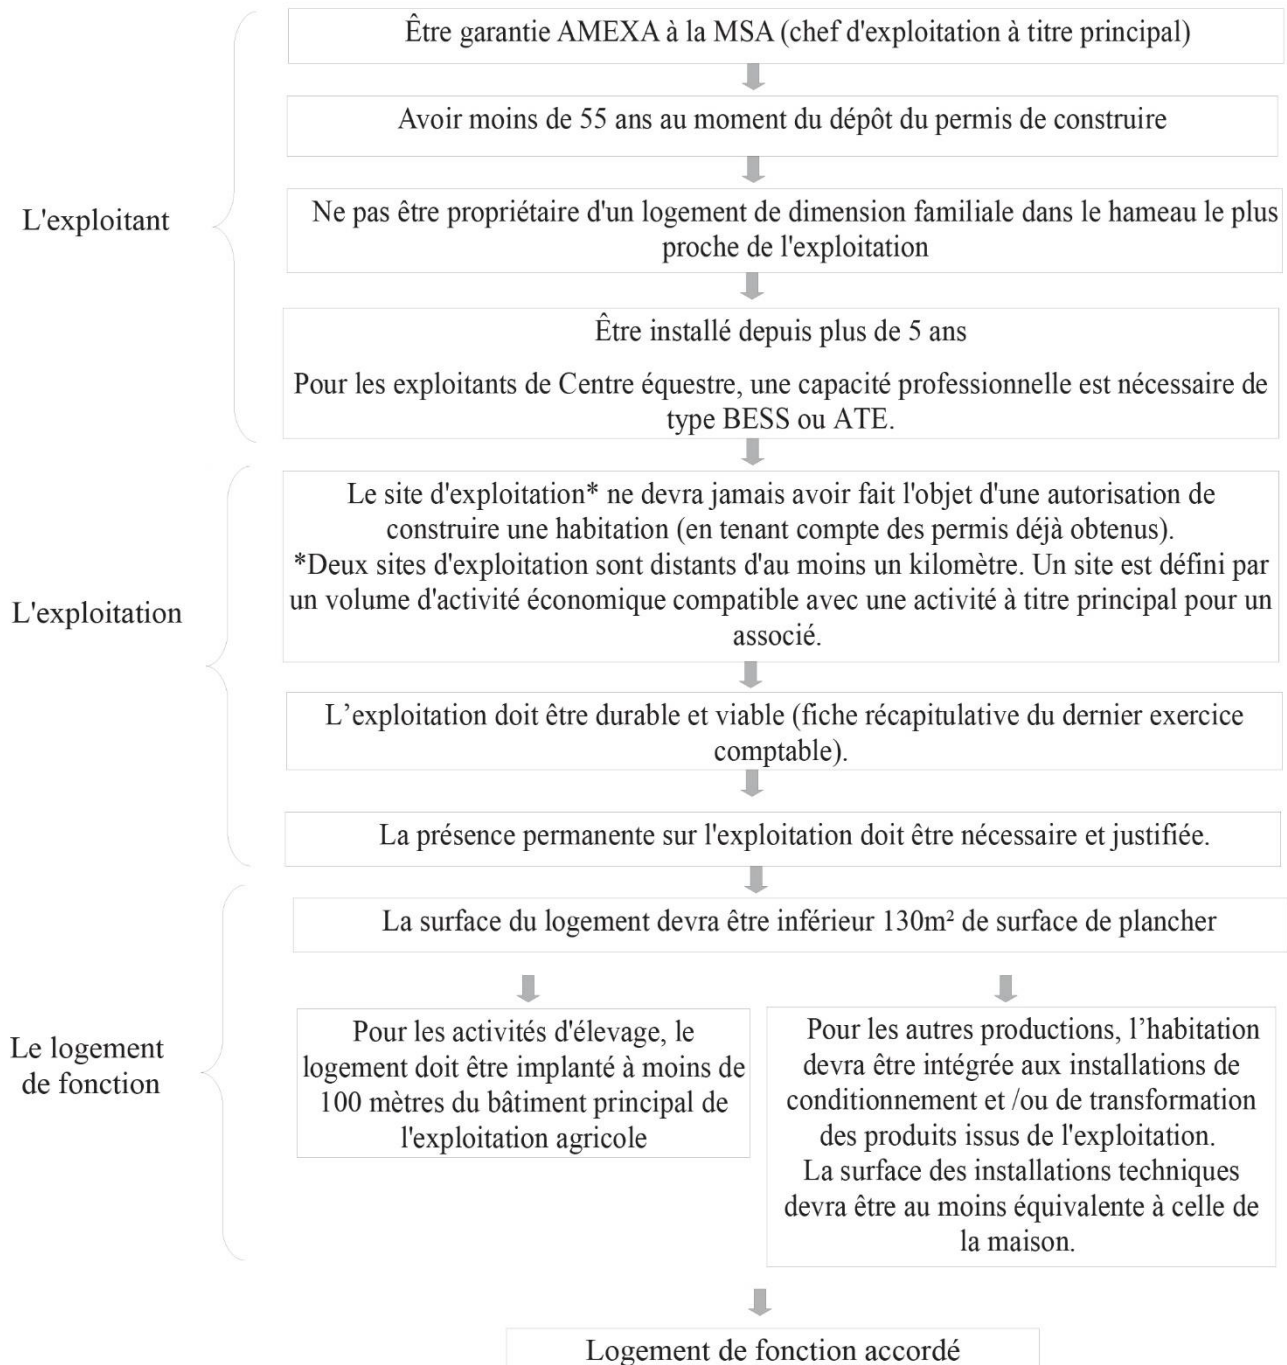 Être garantie AMEXA à la MSA (chef d'exploitation à titre principal)
Avoir moins de 55 ans au moment du dépôt du permis de construire
L'exploitant
Ne pas être propriétaire d'un logement de dimension familiale dans le hameau le plus
proche de l'exploitation
Être installé depuis plus de 5 ans
Pour les exploitants de Centre équestre, une capacité professionnelle est nécessaire de
type BESS ou ATE.
L'exploitation
Le site d'exploitation* ne devra jamais avoir fait l'objet d'une autorisation de
construire une habitation (en tenant compte des permis déjà obtenus).
*Deux sites d'exploitation sont distants d'au moins un kilomètre. Un site est défini par
un volume d'activité économique compatible avec une activité à titre principal pour un
associé.
L’exploitation doit être durable et viable (fiche récapitulative du dernier exercice
comptable).
La présence permanente sur l'exploitation doit être nécessaire et justifiée.
Le logement
de fonction
La surface du logement devra être inférieur 130m² de surface de plancher
Pour les activités d'élevage, le
logement doit être implanté à moins de
100 mètres du bâtiment principal de
l'exploitation agricole
Pour les autres productions, l’habitation
devra être intégrée aux installations de
conditionnement et /ou de transformation
des produits issus de l'exploitation.
La surface des installations techniques
devra être au moins équivalente à celle de
la maison.
Logement de fonction accordé